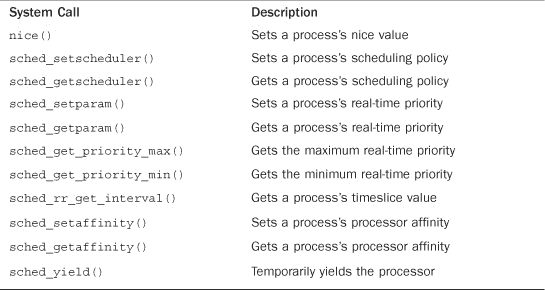 System Call Description
nice() Sets a process's nice value
sched_setscheduler() Sets a process's scheduling policy
sched_getscheduler() Gets a process's scheduling policy
sched_setparam() Sets a process's real-time priority
sched_getparam() Gets a process's real-time priority
sched_get_priority_max() Gets the maximum real-time priority
sched_get_priority_min() Gets the minimum real-time priority
sched_rr_get_interval() Gets a process's timeslice value
sched_setaffinity() Sets a process's processor affinity
sched_getaffinity() Gets a process's processor affinity
sched_yield() Temporarily yields the processor